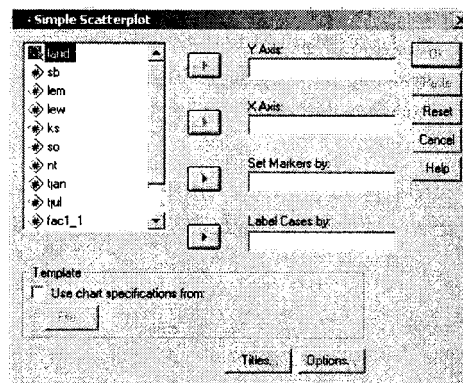 Simple Scatterplot
land
sb
lem
lew
ks
so
nt
tjan
tjul
fac1_1
Y Axis:
X Axis:
Set Markers by:
Label Cases by:
OK
Paste
Reset
Cancel
Help
Template
Use chart specifications from:
File...
Titles...
Options...